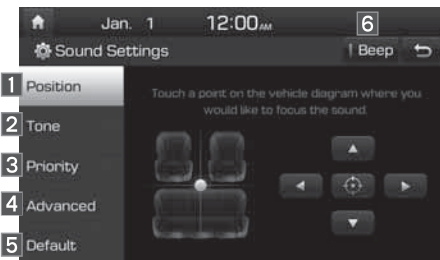 Jan. 1 12:00AM 6
Sound Settings ! Beep
1 Position
Touch a point on the vehicle diagram where you
would like to focus the sound.
2 Tone
3 Priority
4 Advanced
5 Default